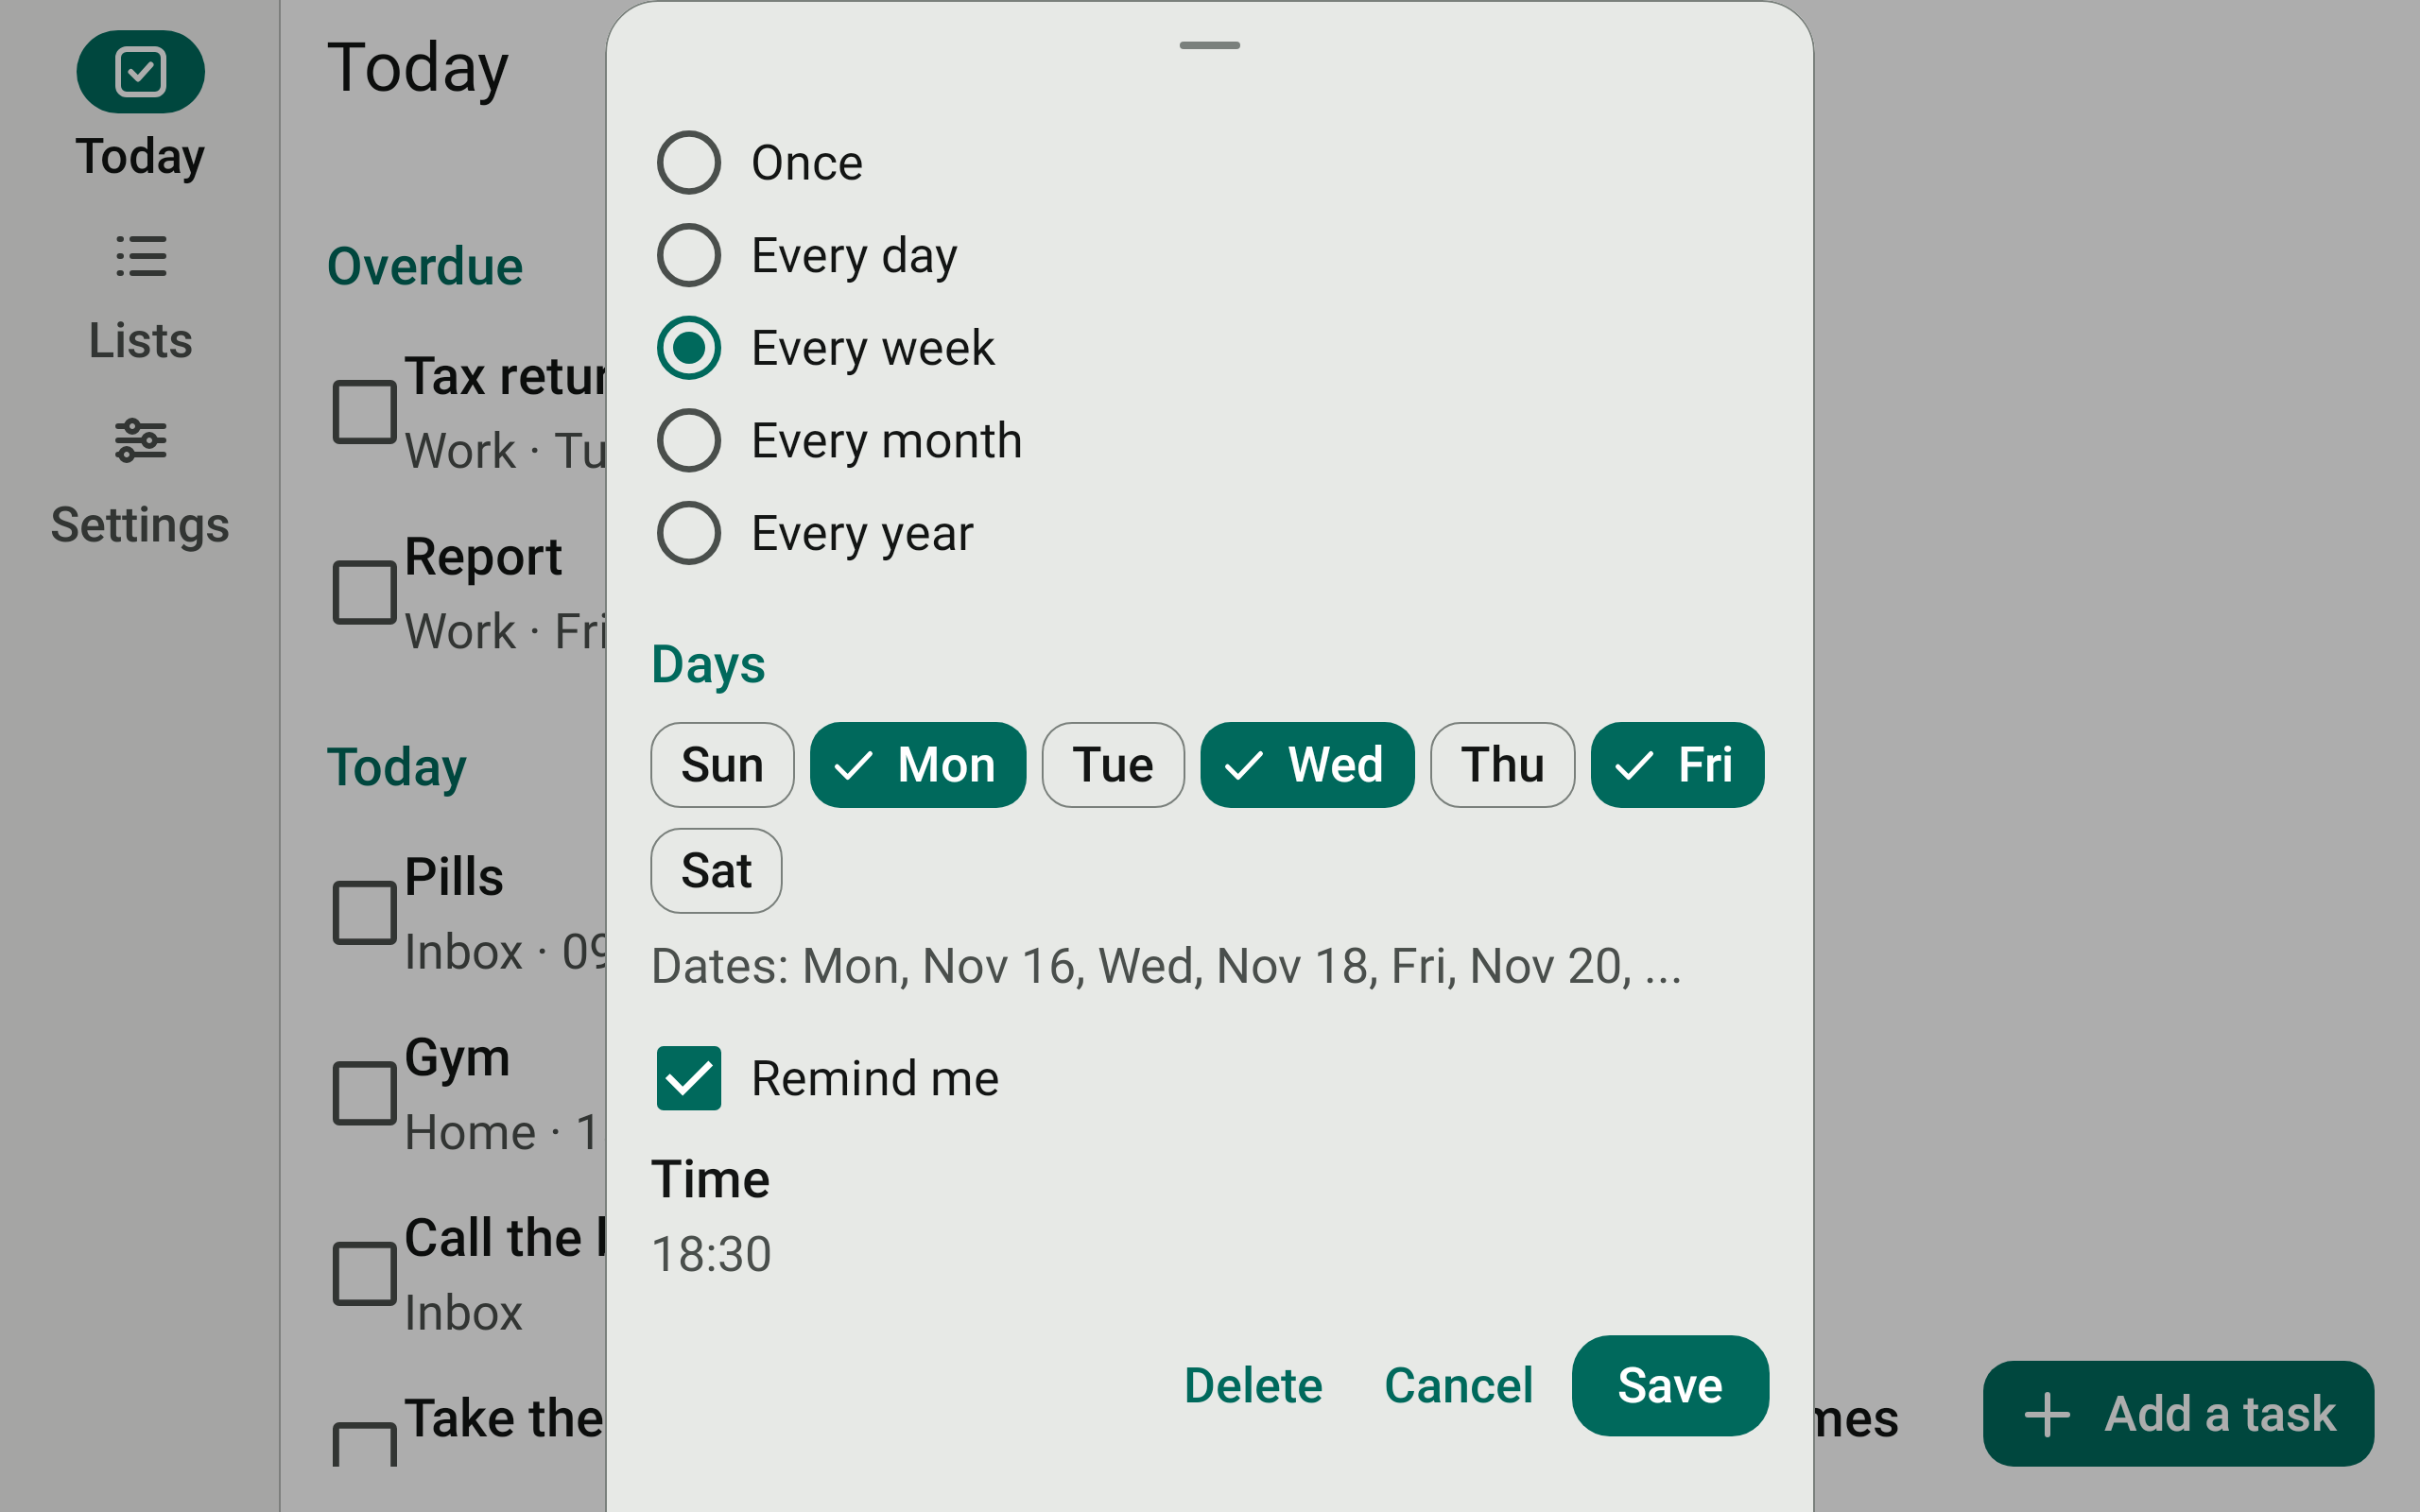 Today
Lists
Settings
Today
Overdue
Tax
Work · Tu
Report
Work · Fri
Today
Pills
Inbox · 09
Gym
Home · 1
Call the
Inbox
Take the
Once
Every day
Every week
Every month
Every year
Days
Sun Mon Tue Wed Thu Fri
Sat
Dates: Mon, Nov 16, Wed, Nov 18, Fri, Nov 20, ...
Remind me
Time
18:30
Delete Cancel Save
Add a task